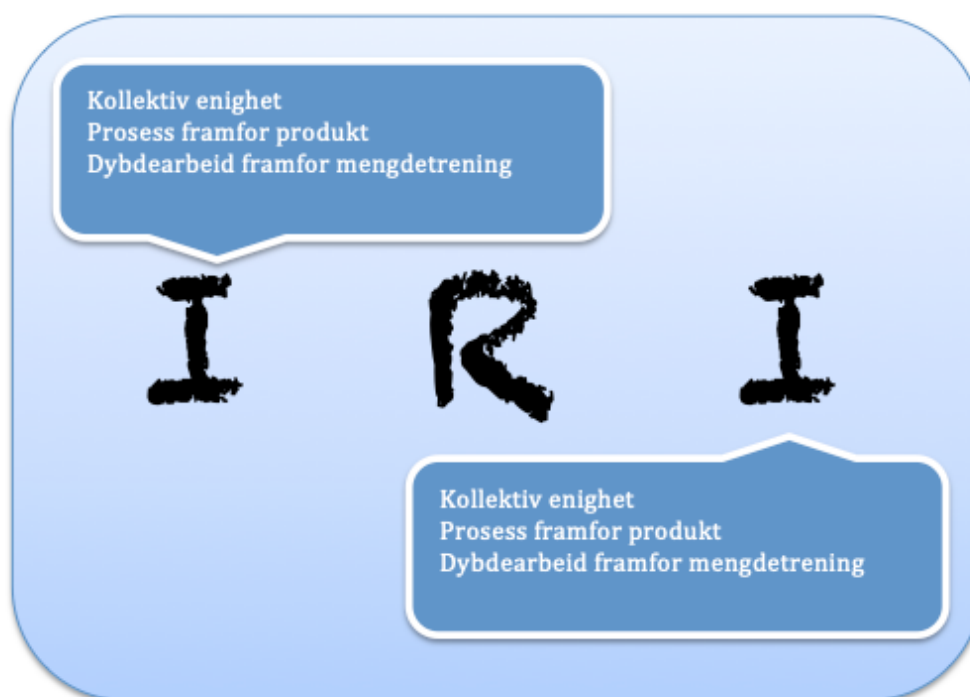 Kollektiv enighet
Prosess framfor produkt
Dybdearbeid framfor mengdetrening
I R I
Kollektiv enighet
Prosess framfor produkt
Dybdearbeid framfor mengdetrening